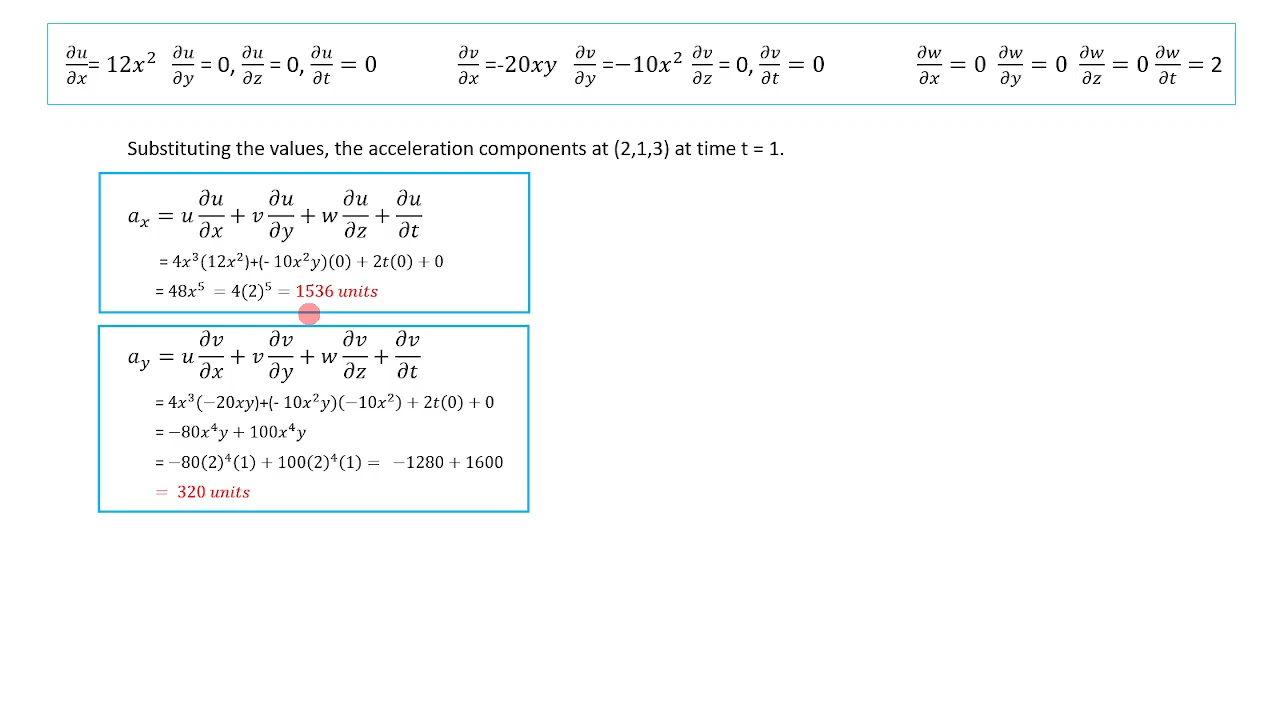 ∂u/∂x= 12x² ∂u/∂y = 0, ∂u/∂z = 0, ∂u/∂t = 0 ∂v/∂x =-20xy ∂v/∂y =−10x² ∂v/∂z = 0, ∂v/∂t = 0 ∂w/∂x = 0 ∂w/∂y = 0 ∂w/∂z = 0 ∂w/∂t = 2
Substituting the values, the acceleration components at (2,1,3) at time t = 1.
aₓ = u ∂u/∂x + v ∂u/∂y + w ∂u/∂z + ∂u/∂t
= 4x³(12x²)+(- 10x²y)(0) + 2t(0) + 0
= 48x⁵ = 4(2)⁵ = 1536 units
a_y = u ∂v/∂x + v ∂v/∂y + w ∂v/∂z + ∂v/∂t
= 4x³(−20xy)+(- 10x²y)(−10x²) + 2t(0) + 0
= −80x⁴y + 100x⁴y
= −80(2)⁴(1) + 100(2)⁴(1) = −1280 + 1600
= 320 units